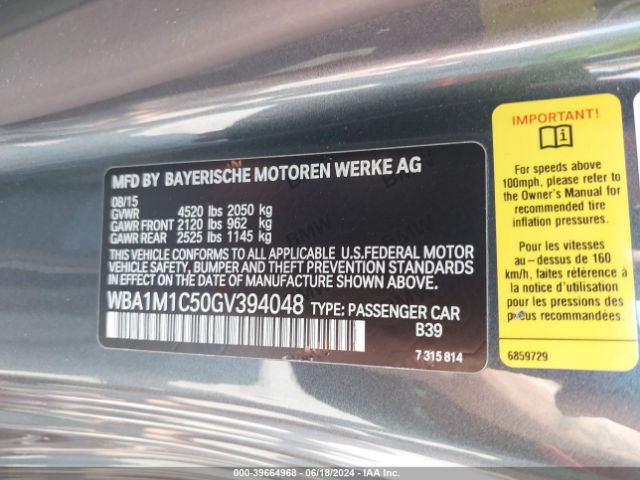 MFD BY BAYERISCHE MOTOREN WERKE AG
08/15
GVWR 4520 lbs 2050 kg
GAWR FRONT 2120 lbs 962 kg
GAWR REAR 2525 lbs 1145 kg
THIS VEHICLE CONFORMS TO ALL APPLICABLE U.S.FEDERAL MOTOR
VEHICLE SAFETY, BUMPER AND THEFT PREVENTION STANDARDS
IN EFFECT ON THE DATE OF MANUFACTURE SHOWN ABOVE.
WBA1M1C50GV394048 TYPE: PASSENGER CAR
B39
7 315 814
IMPORTANT!
For speeds above
100mph, please refer to
the Owner's Manual for
recommended tire
inflation pressures.
Pour les vitesses
au-dessus de 160
km/h, faites référence à
la notice d'utilisation
pour les pressions de
pneus recommandées.
6859729
000-39664968 - 06/18/2024 - IAA Inc.